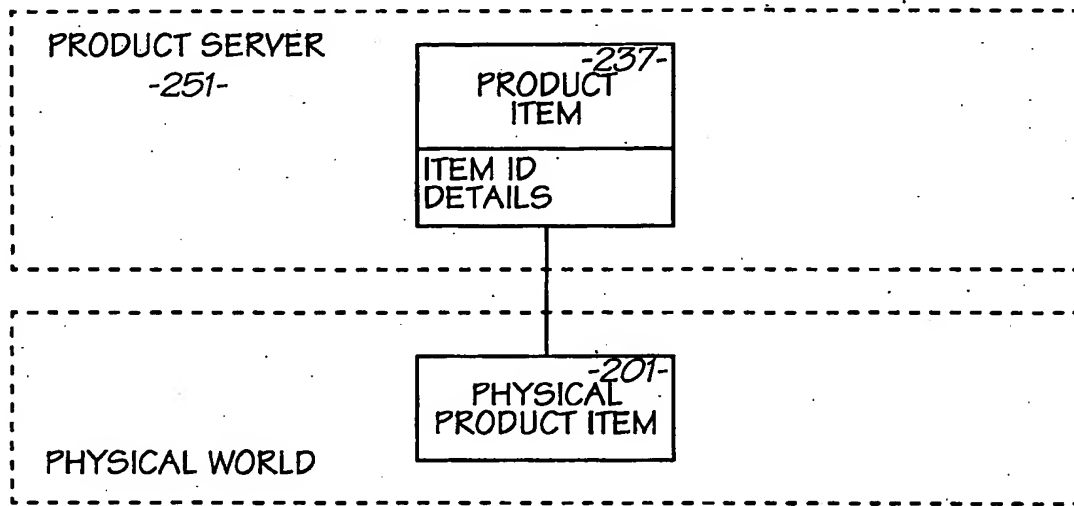 PRODUCT SERVER
-251-
-237-
PRODUCT
ITEM
ITEM ID
DETAILS
-201-
PHYSICAL
PRODUCT ITEM
PHYSICAL WORLD